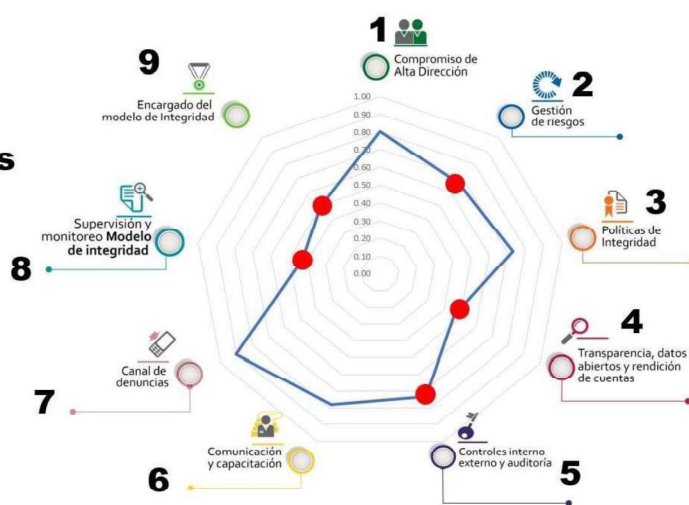 1
Compromiso de
Alta Dirección
2
Gestión
de riesgos
3
Políticas de
Integridad
4
Transparencia, datos
abiertos y rendición
de cuentas
5
Controles interno
externo y auditoría
6
Comunicación
y capacitación
7
Canal de
denuncias
8
Supervisión y
monitoreo Modelo
de integridad
9
Encargado del
modelo de Integridad
s
1.00
0.90
0.80
0.70
0.60
0.50
0.40
0.30
0.20
0.10
0.00